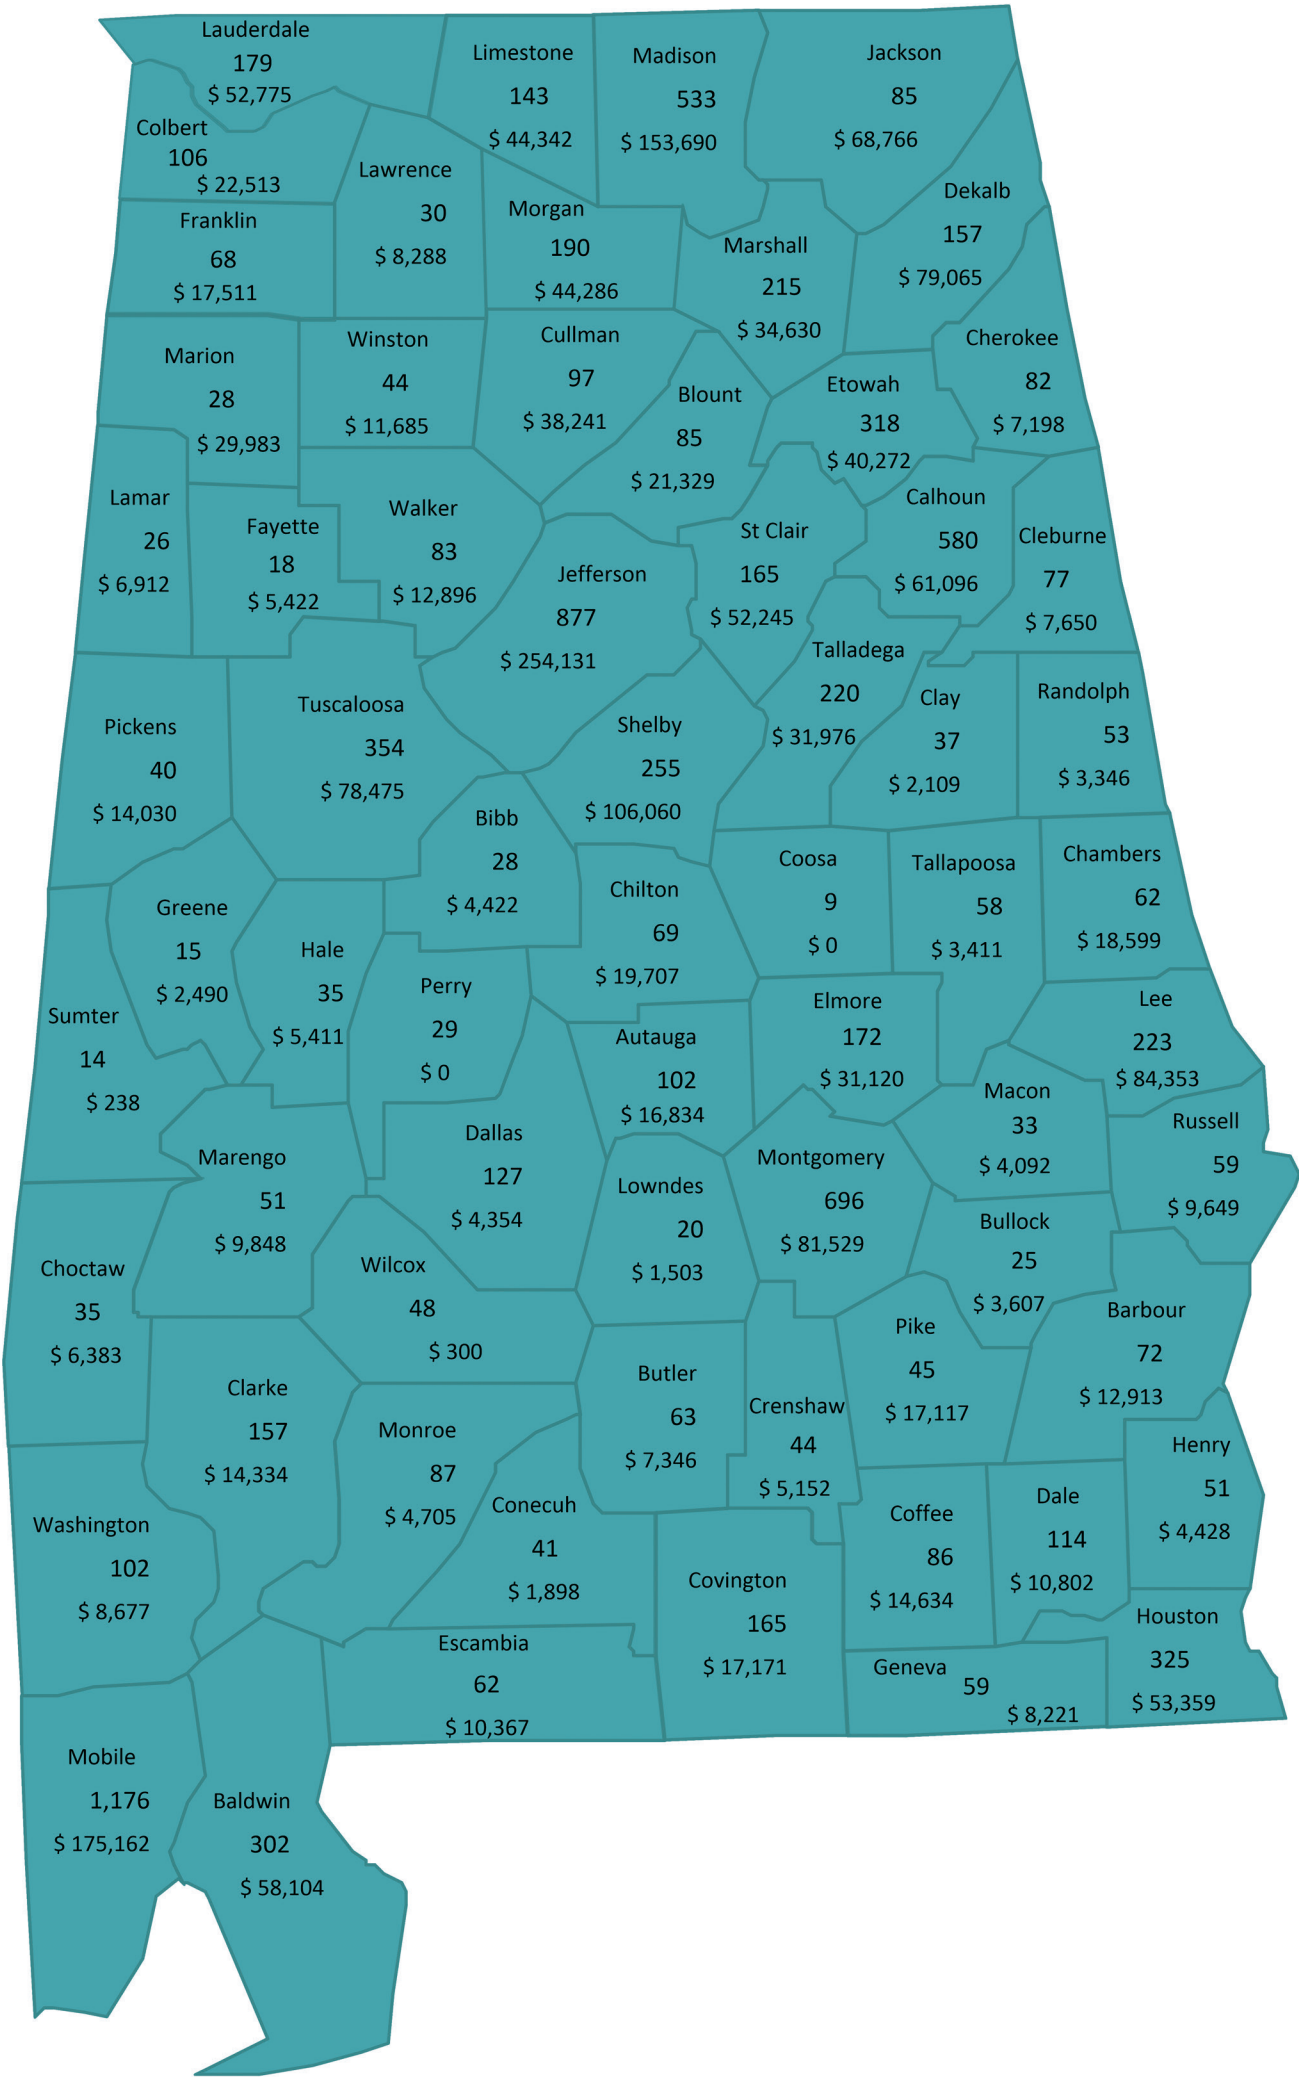 Lauderdale
179
$ 52,775
Limestone
143
$ 44,342
Madison
533
$ 153,690
Jackson
85
$ 68,766
Colbert
106
$ 22,513
Lawrence
30
$ 8,288
Franklin
68
$ 17,511
Morgan
190
$ 44,286
Marshall
215
$ 34,630
Dekalb
157
$ 79,065
Marion
28
$ 29,983
Winston
44
$ 11,685
Cullman
97
$ 38,241
Blount
85
$ 21,329
Etowah
318
$ 40,272
Cherokee
82
$ 7,198
Lamar
26
$ 6,912
Fayette
18
$ 5,422
Walker
83
$ 12,896
Jefferson
877
$ 254,131
St Clair
165
$ 52,245
Calhoun
580
$ 61,096
Cleburne
77
$ 7,650
Talladega
220
$ 31,976
Clay
37
$ 2,109
Randolph
53
$ 3,346
Pickens
40
$ 14,030
Tuscaloosa
354
$ 78,475
Shelby
255
$ 106,060
Bibb
28
$ 4,422
Coosa
9
$ 0
Tallapoosa
58
$ 3,411
Chambers
62
$ 18,599
Greene
15
$ 2,490
Hale
35
$ 5,411
Chilton
69
$ 19,707
Perry
29
$ 0
Sumter
14
$ 238
Autauga
102
$ 16,834
Elmore
172
$ 31,120
Lee
223
$ 84,353
Macon
33
$ 4,092
Russell
59
$ 9,649
Marengo
51
$ 9,848
Dallas
127
$ 4,354
Lowndes
20
$ 1,503
Montgomery
696
$ 81,529
Bullock
25
$ 3,607
Choctaw
35
$ 6,383
Wilcox
48
$ 300
Pike
45
$ 17,117
Barbour
72
$ 12,913
Clarke
157
$ 14,334
Monroe
87
$ 4,705
Butler
63
$ 7,346
Crenshaw
44
$ 5,152
Henry
51
$ 4,428
Washington
102
$ 8,677
Conecuh
41
$ 1,898
Covington
165
$ 17,171
Coffee
86
$ 14,634
Dale
114
$ 10,802
Houston
325
$ 53,359
Escambia
62
$ 10,367
Geneva
59
$ 8,221
Mobile
1,176
$ 175,162
Baldwin
302
$ 58,104